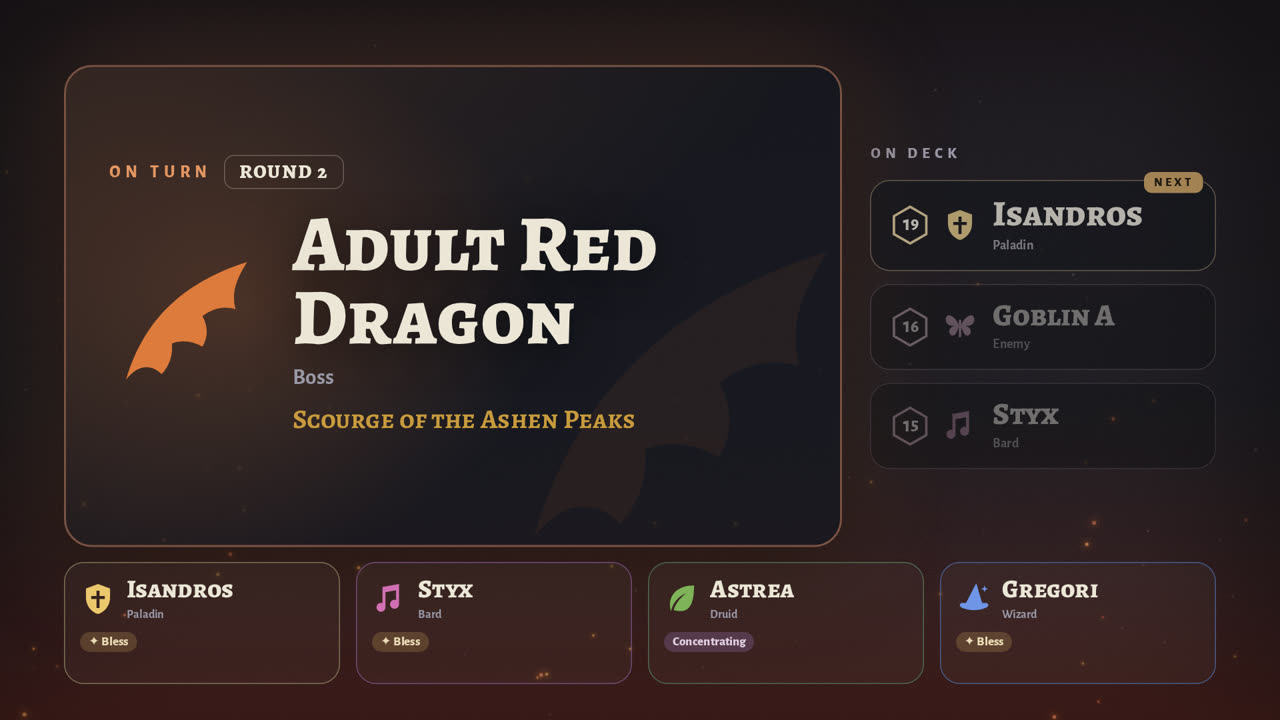 ON TURN ROUND 2
Adult Red
Dragon
Boss
Scourge of the Ashen Peaks
ON DECK
NEXT
19 Isandros
Paladin
16 Goblin A
Enemy
15 Styx
Bard
Isandros
Paladin
✦ Bless
Styx
Bard
✦ Bless
Astrea
Druid
Concentrating
Gregori
Wizard
✦ Bless